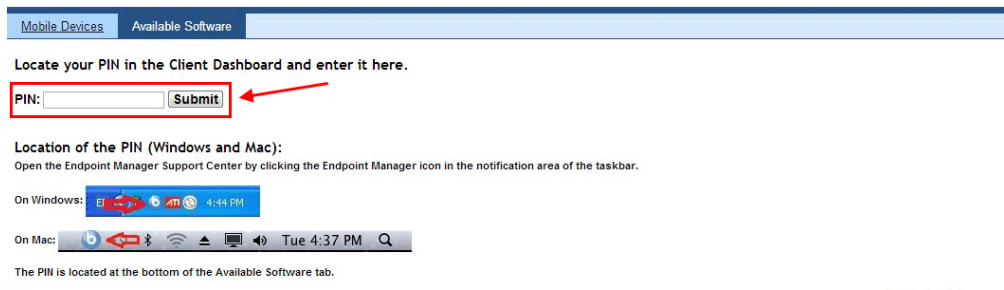 Mobile Devices Available Software
Locate your PIN in the Client Dashboard and enter it here.
PIN: Submit
Location of the PIN (Windows and Mac):
Open the Endpoint Manager Support Center by clicking the Endpoint Manager icon in the notification area of the taskbar.
On Windows: ATI 4:44 PM
On Mac: Tue 4:37 PM
The PIN is located at the bottom of the Available Software tab.